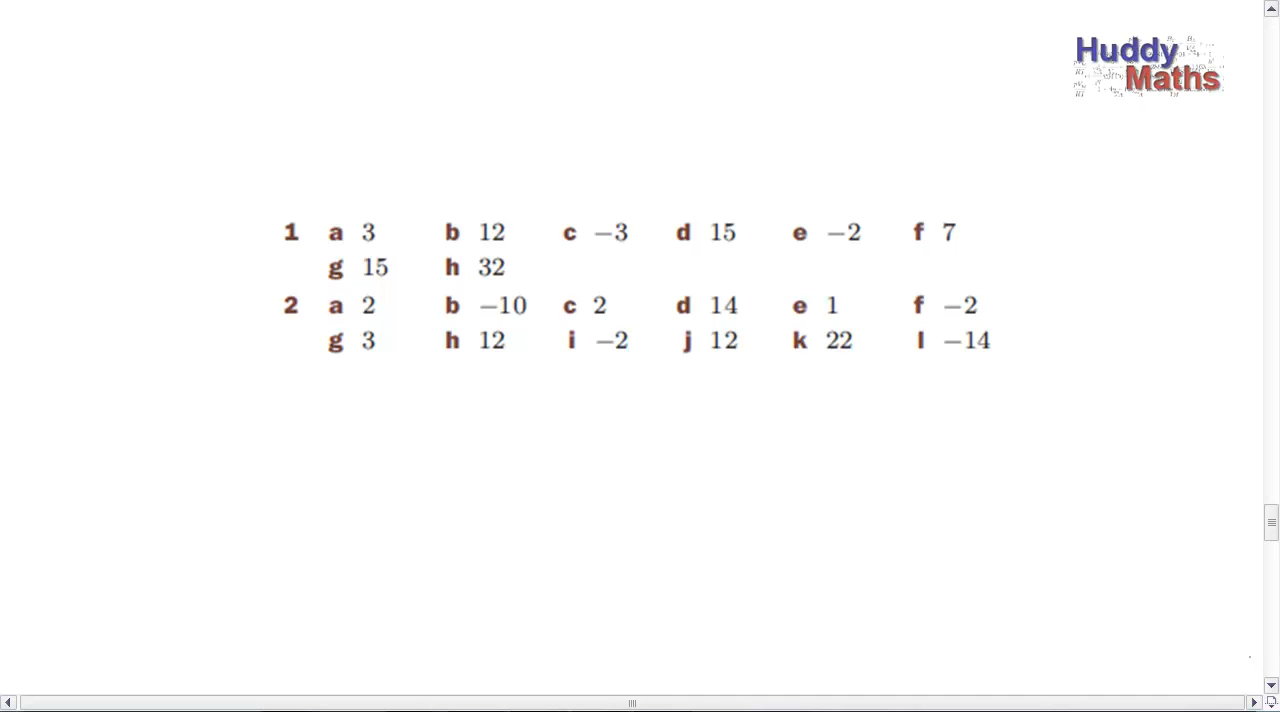 Huddy
Maths
1 a 3 b 12 c −3 d 15 e −2 f 7
g 15 h 32
2 a 2 b −10 c 2 d 14 e 1 f −2
g 3 h 12 i −2 j 12 k 22 l −14